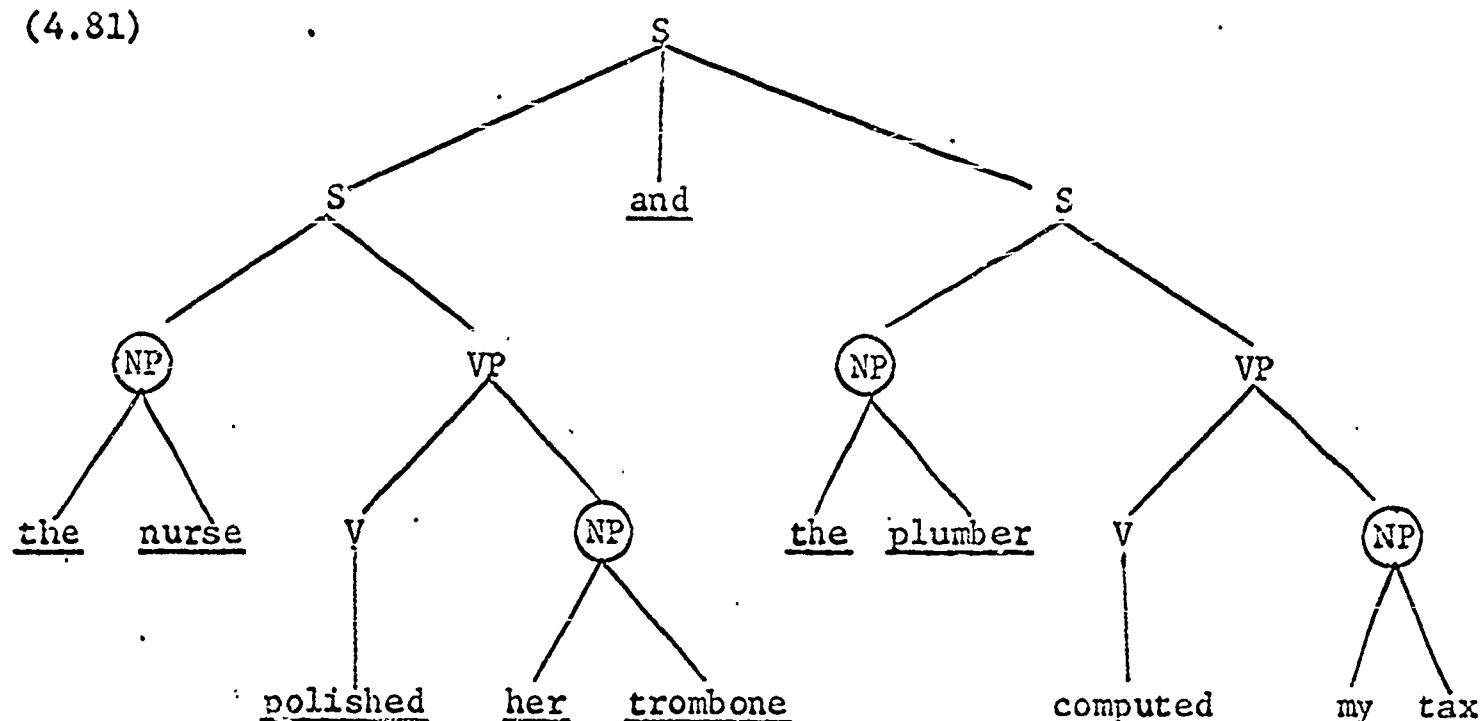 (4.81)
S
S and S
NP VP NP VP
the nurse V NP the plumber V NP
polished her trombone computed my tax